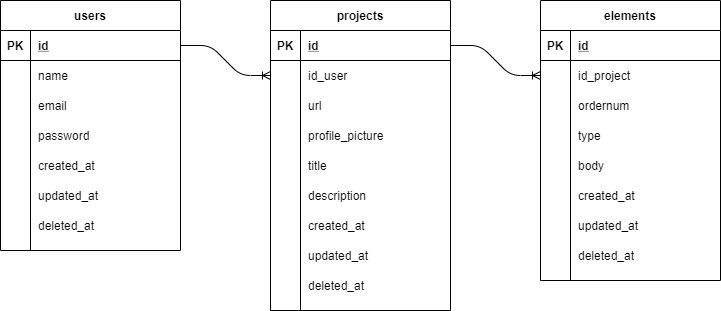 users
PK id
name
email
password
created_at
updated_at
deleted_at
projects
PK id
id_user
url
profile_picture
title
description
created_at
updated_at
deleted_at
elements
PK id
id_project
ordernum
type
body
created_at
updated_at
deleted_at